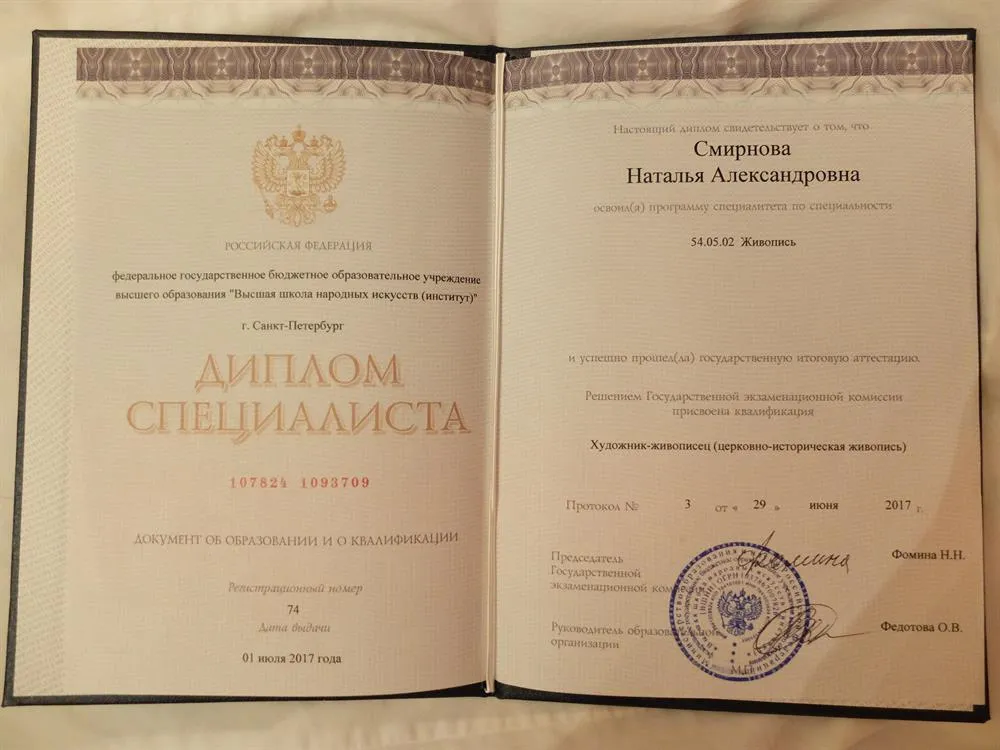 РОССИЙСКАЯ ФЕДЕРАЦИЯ
федеральное государственное бюджетное образовательное учреждение
высшего образования "Высшая школа народных искусств (институт)"
г. Санкт-Петербург
ДИПЛОМ
СПЕЦИАЛИСТА
107824 1093709
ДОКУМЕНТ ОБ ОБРАЗОВАНИИ И О КВАЛИФИКАЦИИ
Регистрационный номер
74
Дата выдачи
01 июля 2017 года
Настоящий диплом свидетельствует о том, что
Смирнова
Наталья Александровна
освоил(а) программу специалитета по специальности
54.05.02 Живопись
и успешно прошел(ла) государственную итоговую аттестацию.
Решением Государственной экзаменационной комиссии
присвоена квалификация
Художник-живописец (церковно-историческая живопись)
Протокол № 3 от « 29 » июня 2017 г.
Председатель
Государственной
экзаменационной
Фомина Н.Н.
Руководитель образовательной
организации
Федотова О.В.
М.П.